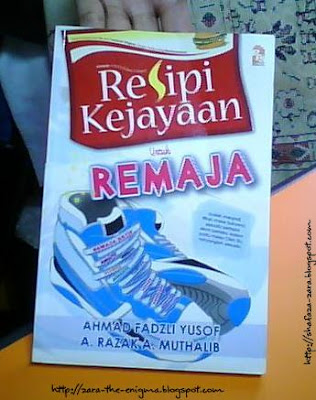 Resipi
Kejayaan
Untuk
REMAJA
AHMAD FADZLI YUSOF
A. RAZAK A. MUTHALIB
http://shafaza-zara.blogspot.com
http://zara-the-enigma.blogspot.com